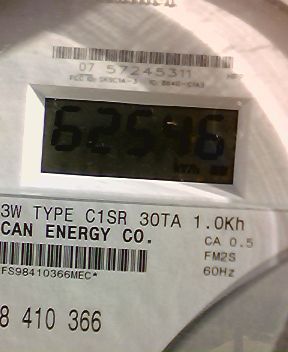 07 57245311
62546
3W TYPE C1SR 30TA 1.0Kh
CAN ENERGY CO.
CA 0.5
FM2S
60Hz
FS98410366MEC*
8 410 366